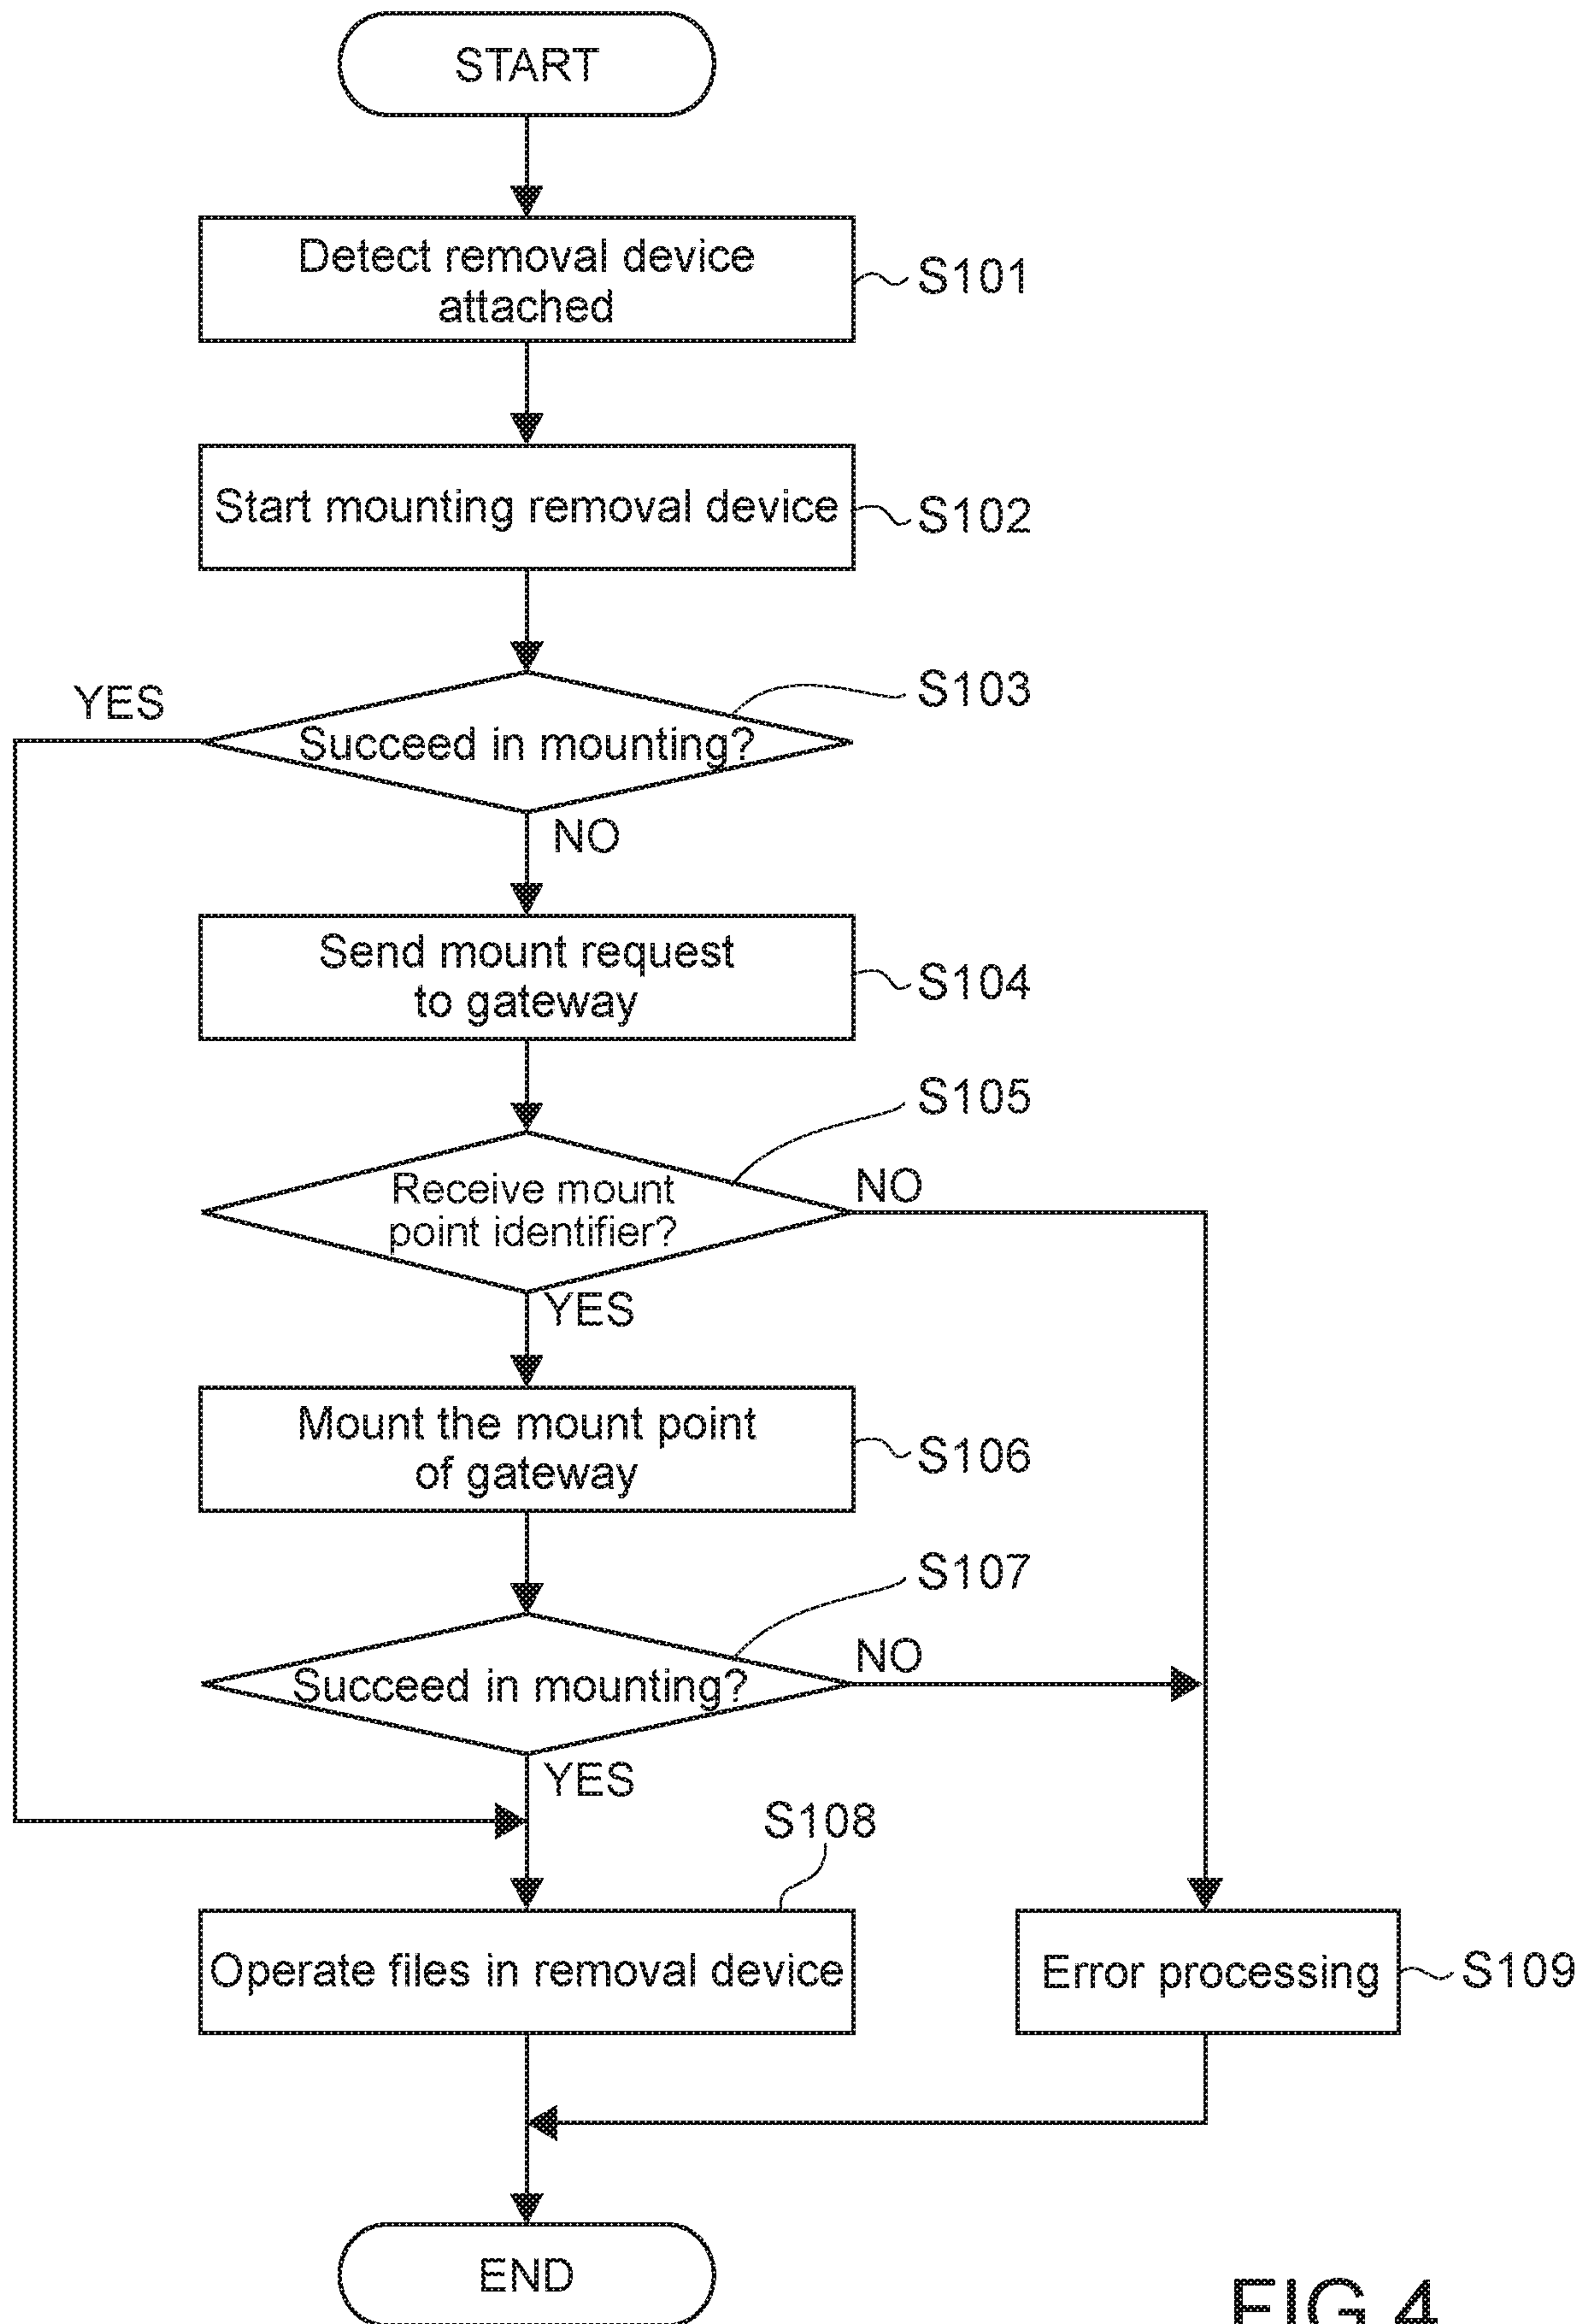 START
Detect removal device
attached
S101
Start mounting removal device
S102
S103
YES
Succeed in mounting?
NO
Send mount request
to gateway
S104
S105
Receive mount
point identifier?
NO
YES
Mount the mount point
of gateway
S106
S107
Succeed in mounting?
NO
YES
S108
Operate files in removal device
Error processing
S109
END
FIG.4